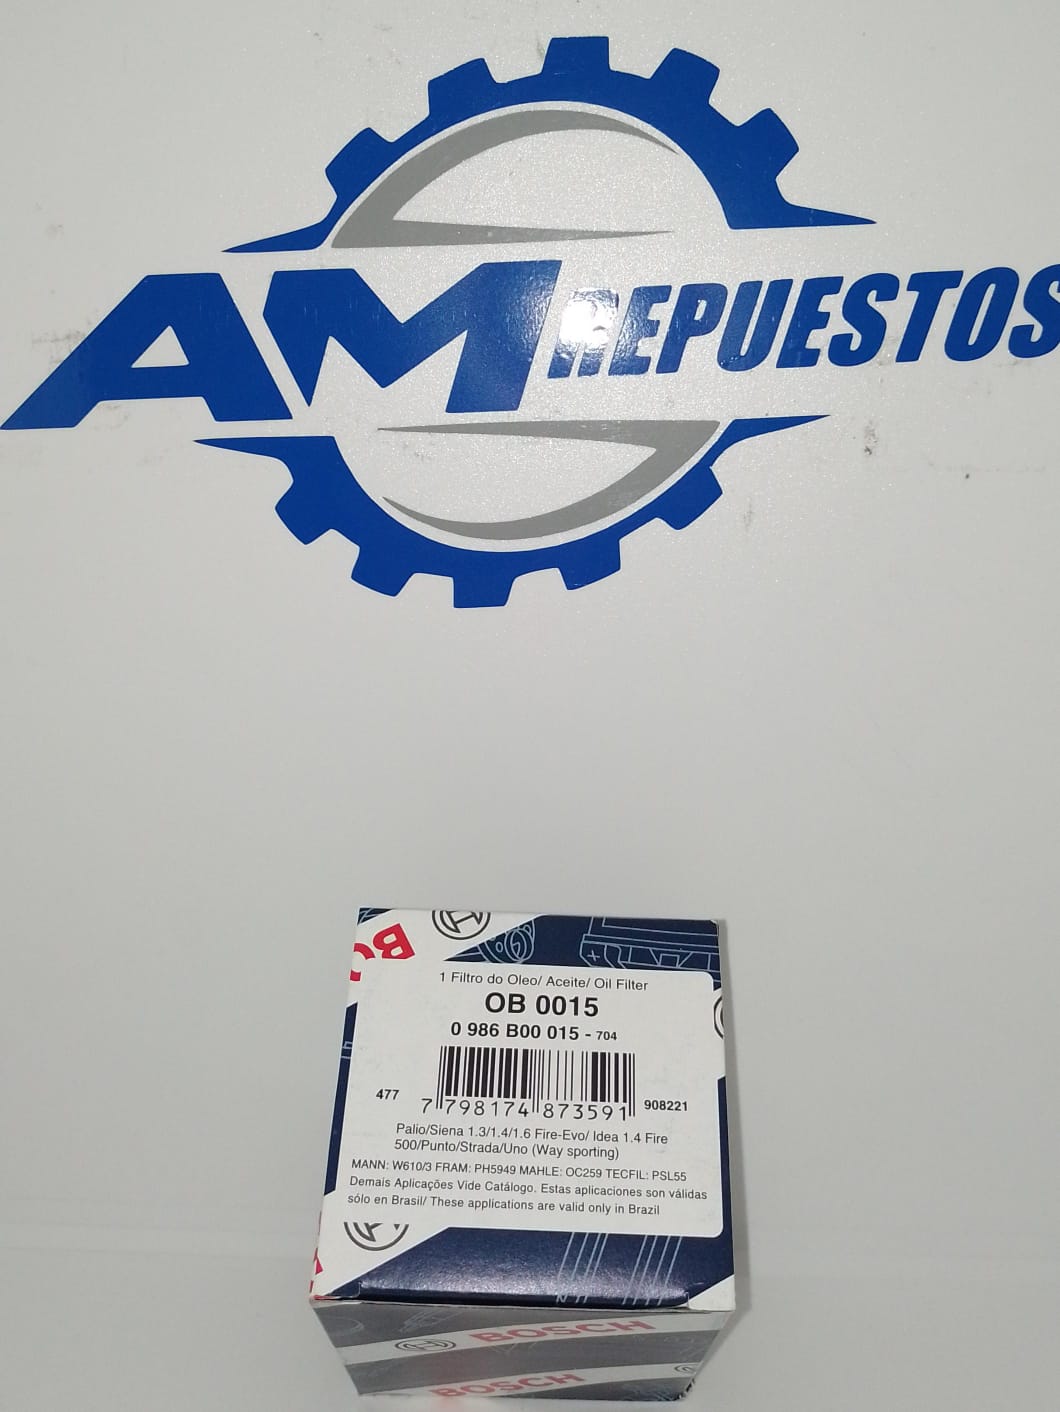 AM REPUESTOS
BO
1 Filtro do Oleo/ Aceite/ Oil Filter
OB 0015
0 986 B00 015 - 704
477
7 798174 873591
908221
Palio/Siena 1.3/1.4/1.6 Fire-Evo/ Idea 1.4 Fire
500/Punto/Strada/Uno (Way sporting)
MANN: W610/3 FRAM: PH5949 MAHLE: OC259 TECFIL: PSL55
Demais Aplicações Vide Catálogo. Estas aplicaciones son válidas
sólo en Brasil/ These applications are valid only in Brazil
BOSCH
BOSCH